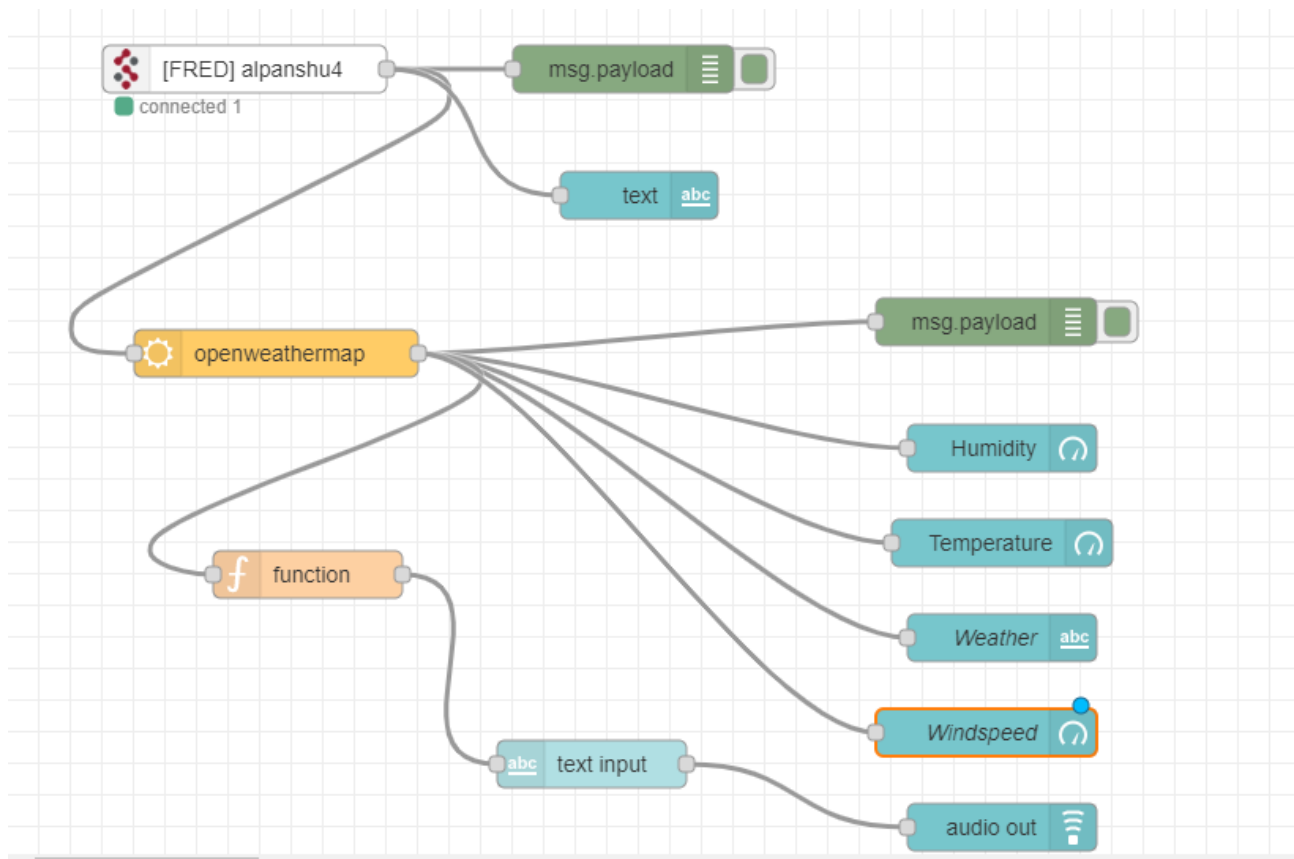 [FRED] alpanshu4
msg.payload
connected 1
text
abc
msg.payload
openweathermap
Humidity
Temperature
function
Weather
abc
Windspeed
abc
text input
audio out